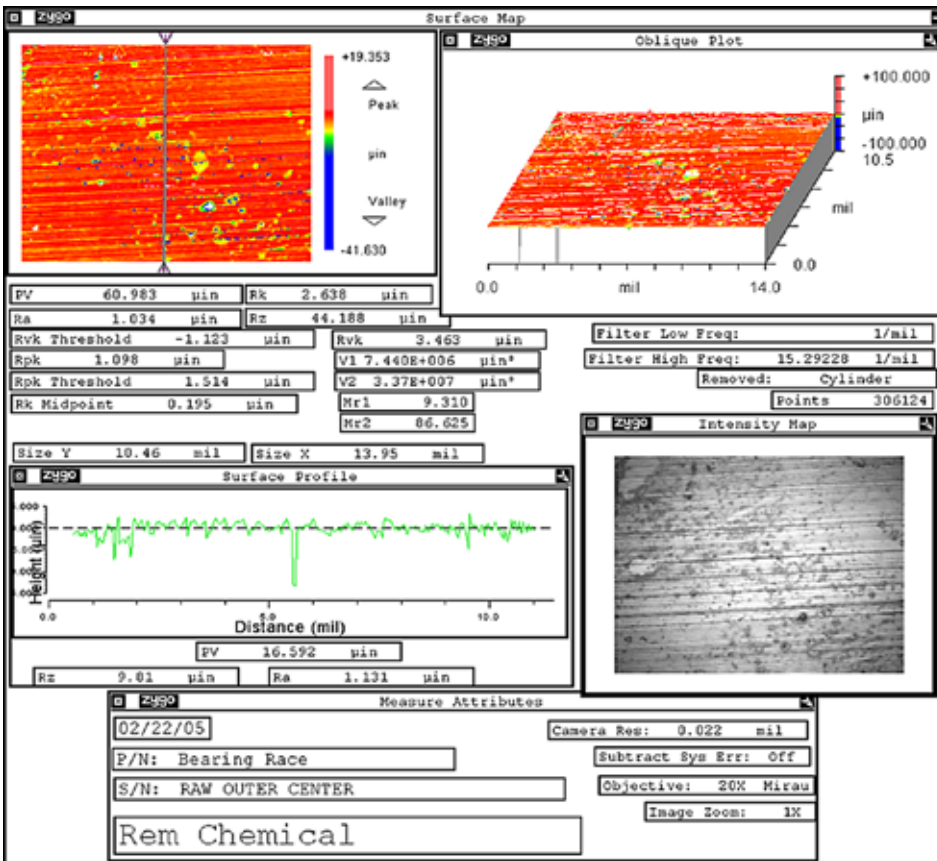 zygo Surface Map
+19.353
Peak
µin
Valley
-41.630
zygo Oblique Plot
+100.000
µin
-100.000
10.5
mil
0.0
0.0 mil 14.0
PV 60.983 µin Rk 2.638 µin
Ra 1.034 µin Rz 44.188 µin
Rvk Threshold -1.123 µin Rvk 3.463 µin
Rpk 1.098 µin V1 7.440E+006 µin³
Rpk Threshold 1.514 µin V2 3.37E+007 µin³
Rk Midpoint 0.195 µin Mr1 9.310
Mr2 86.625
Filter Low Freq: 1/mil
Filter High Freq: 15.29228 1/mil
Removed: Cylinder
Points 306124
Size Y 10.46 mil Size X 13.95 mil
zygo Surface Profile
Height (µin)
0.0 5.0 10.0
Distance (mil)
PV 16.592 µin
Rz 9.81 µin Ra 1.131 µin
zygo Intensity Map
zygo Measure Attributes
02/22/05
P/N: Bearing Race
S/N: RAW OUTER CENTER
Rem Chemical
Camera Res: 0.022 mil
Subtract Sys Err: Off
Objective: 20X Mirau
Image Zoom: 1X